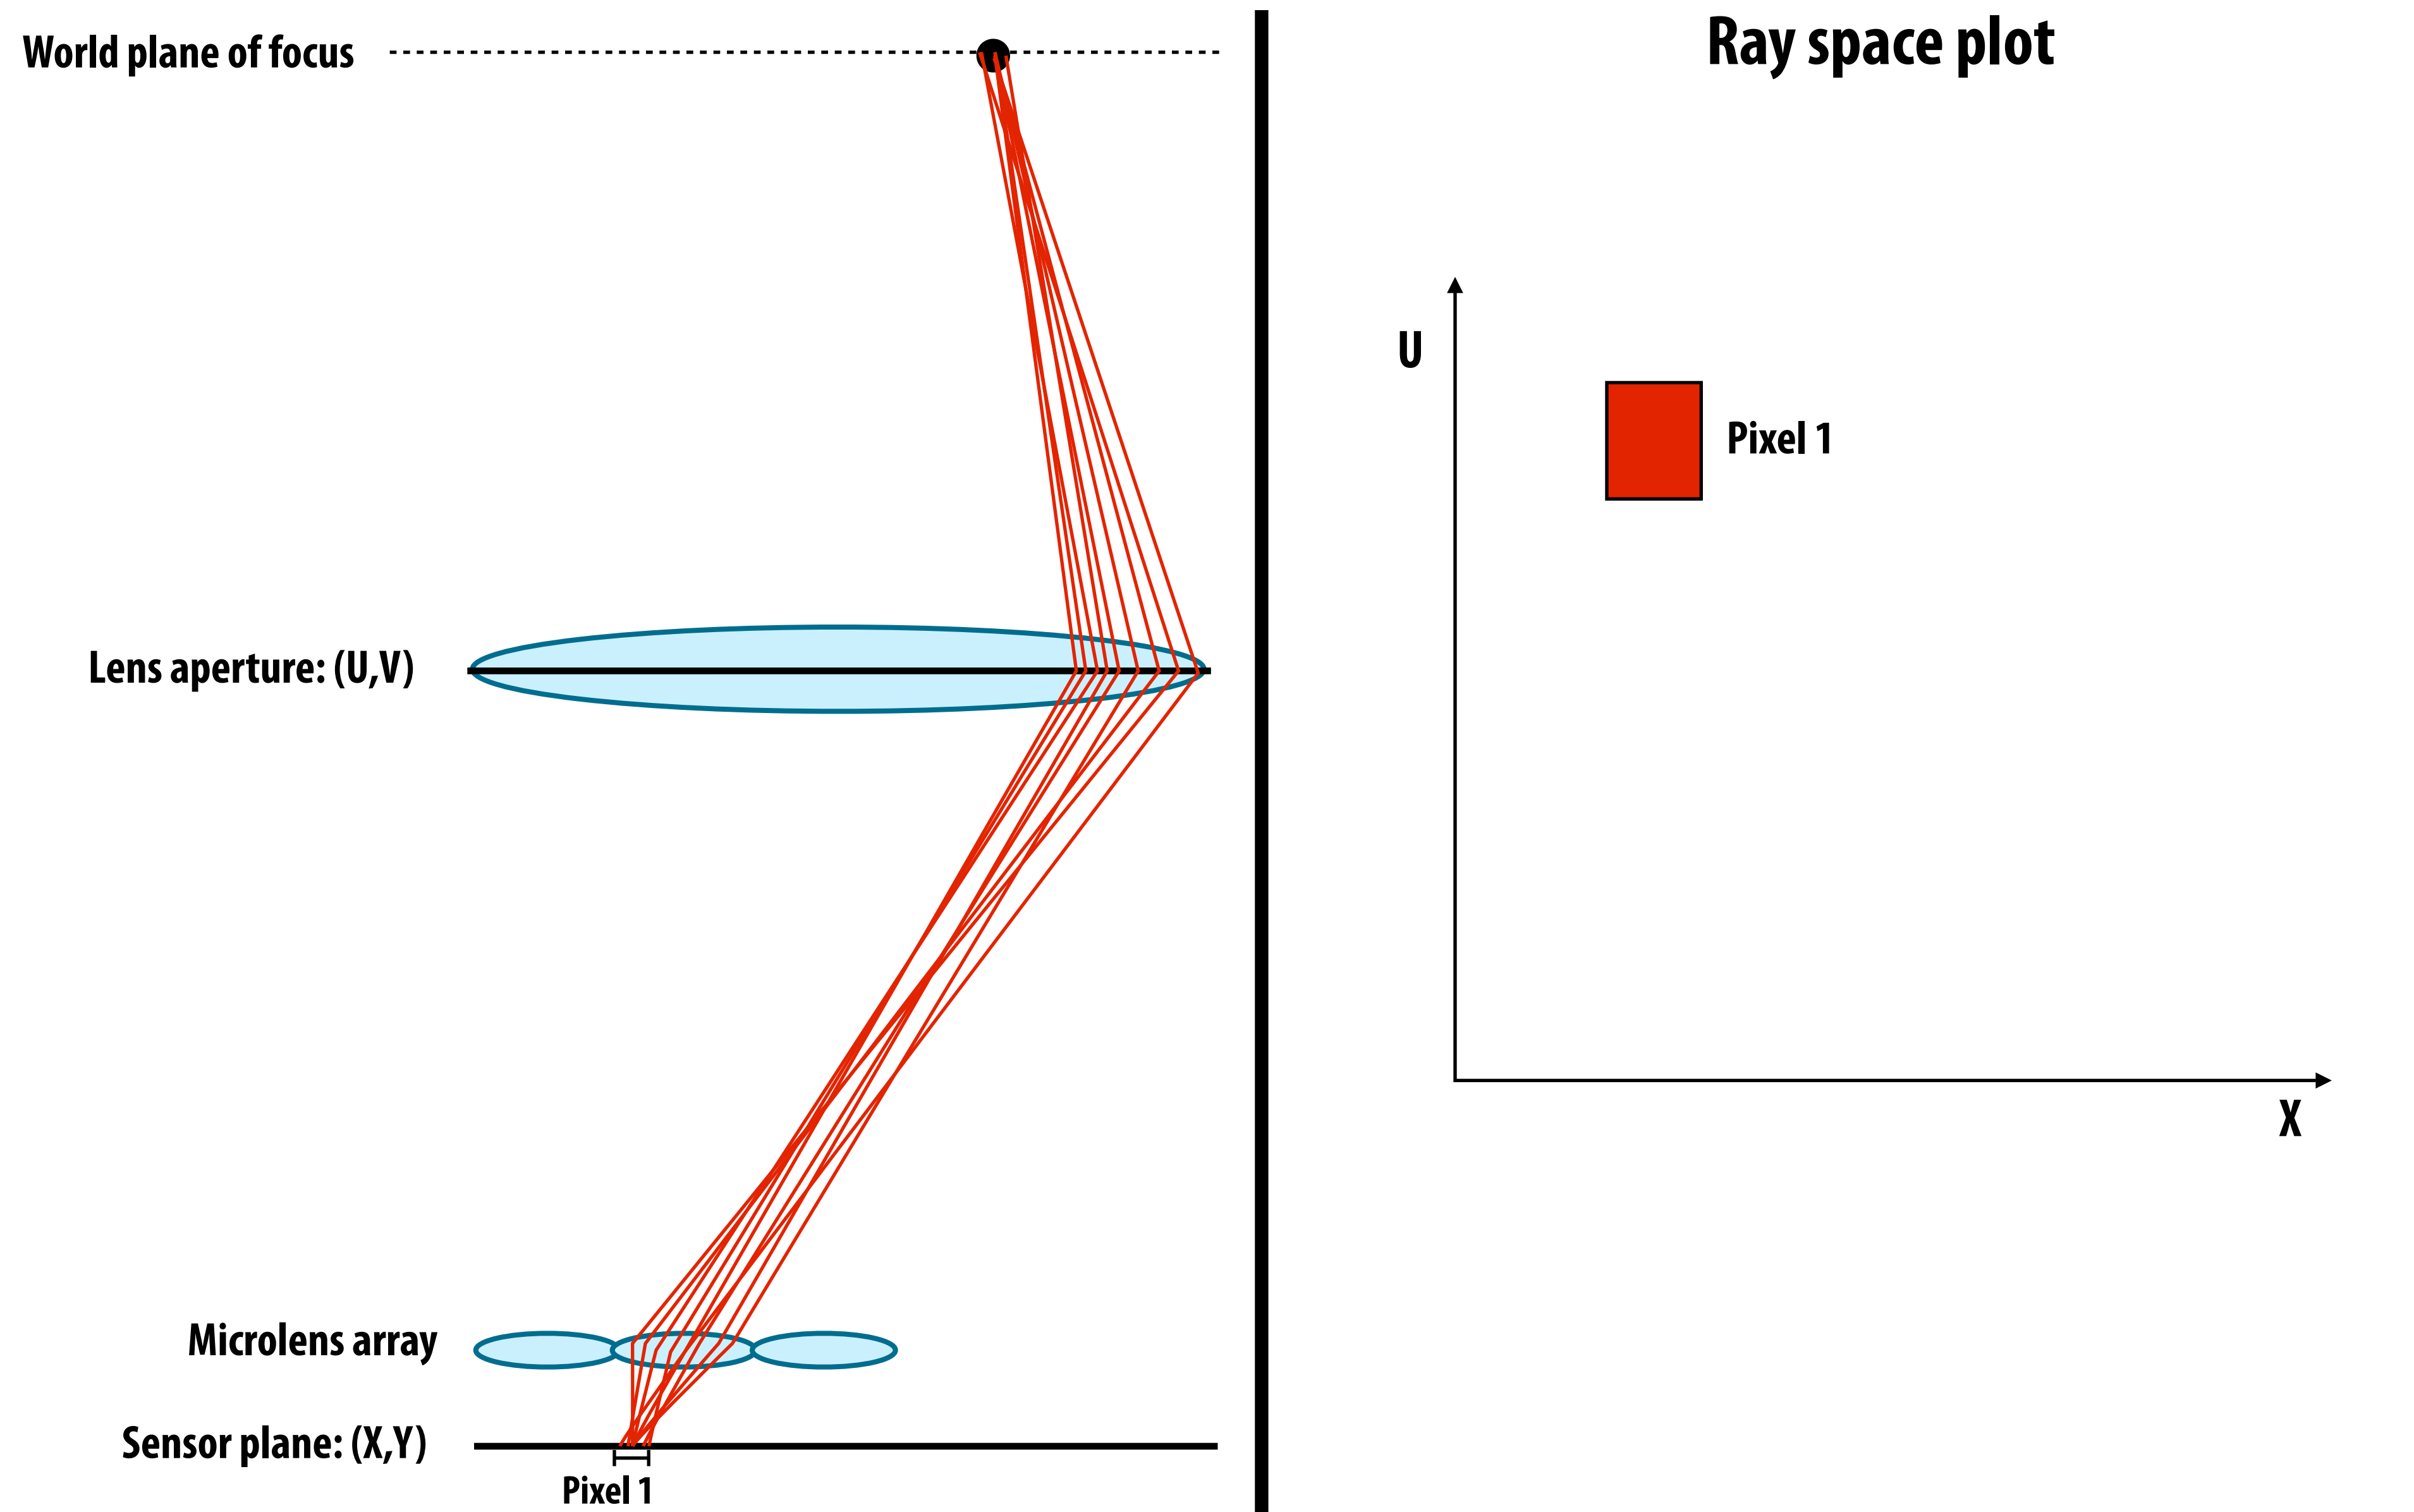 World plane of focus
Ray space plot
U
Pixel 1
Lens aperture: (U,V)
X
Microlens array
Sensor plane: (X,Y)
Pixel 1